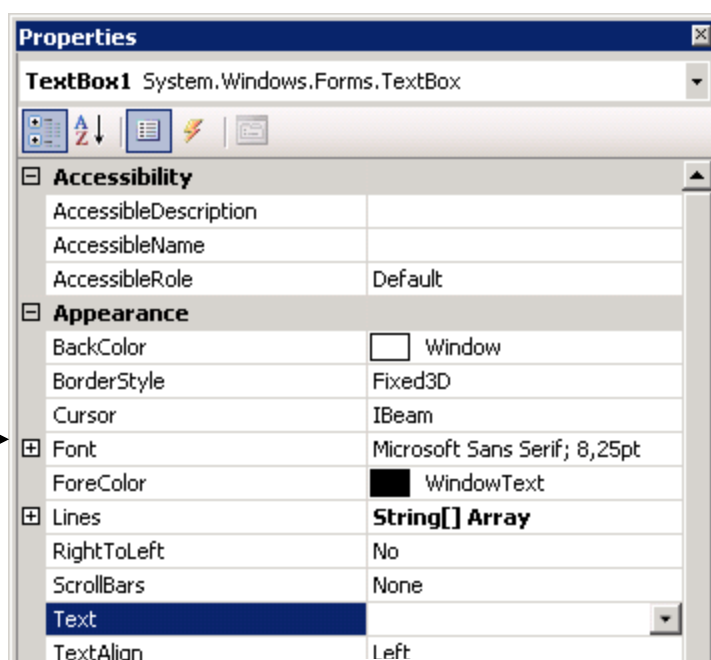 Properties
TextBox1 System.Windows.Forms.TextBox
A
Z
Accessibility
AccessibleDescription
AccessibleName
AccessibleRole Default
Appearance
BackColor Window
BorderStyle Fixed3D
Cursor IBeam
Font Microsoft Sans Serif; 8,25pt
ForeColor WindowText
Lines String[] Array
RightToLeft No
ScrollBars None
Text
TextAlign Left